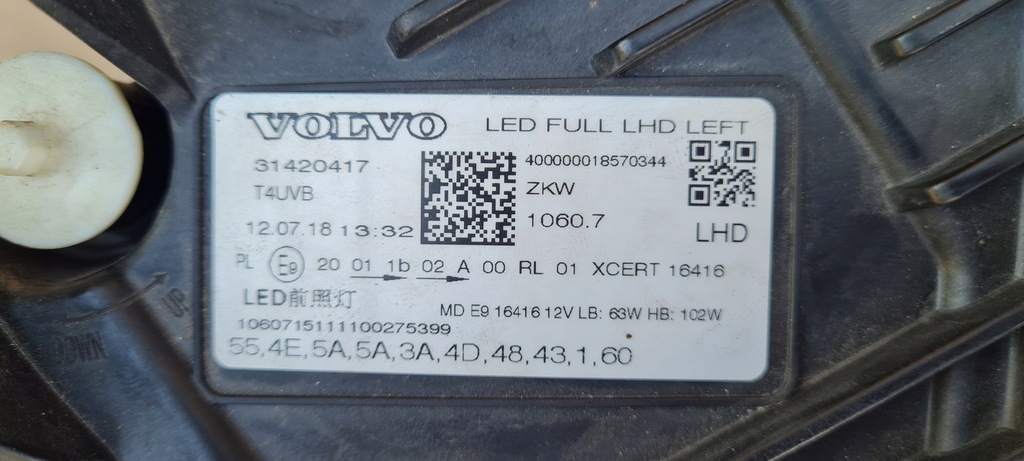 VOLVO LED FULL LHD LEFT
31420417 400000018570344
T4UVB ZKW
12.07.18 13:32 1060.7 LHD
PL E9 20 01 1b 02 A 00 RL 01 XCERT 16416
LED前照灯 MD E9 16416 12V LB: 63W HB: 102W
1060715111100275399
55,4E,5A,5A,3A,4D,48,43,1,60
UP
DOWN